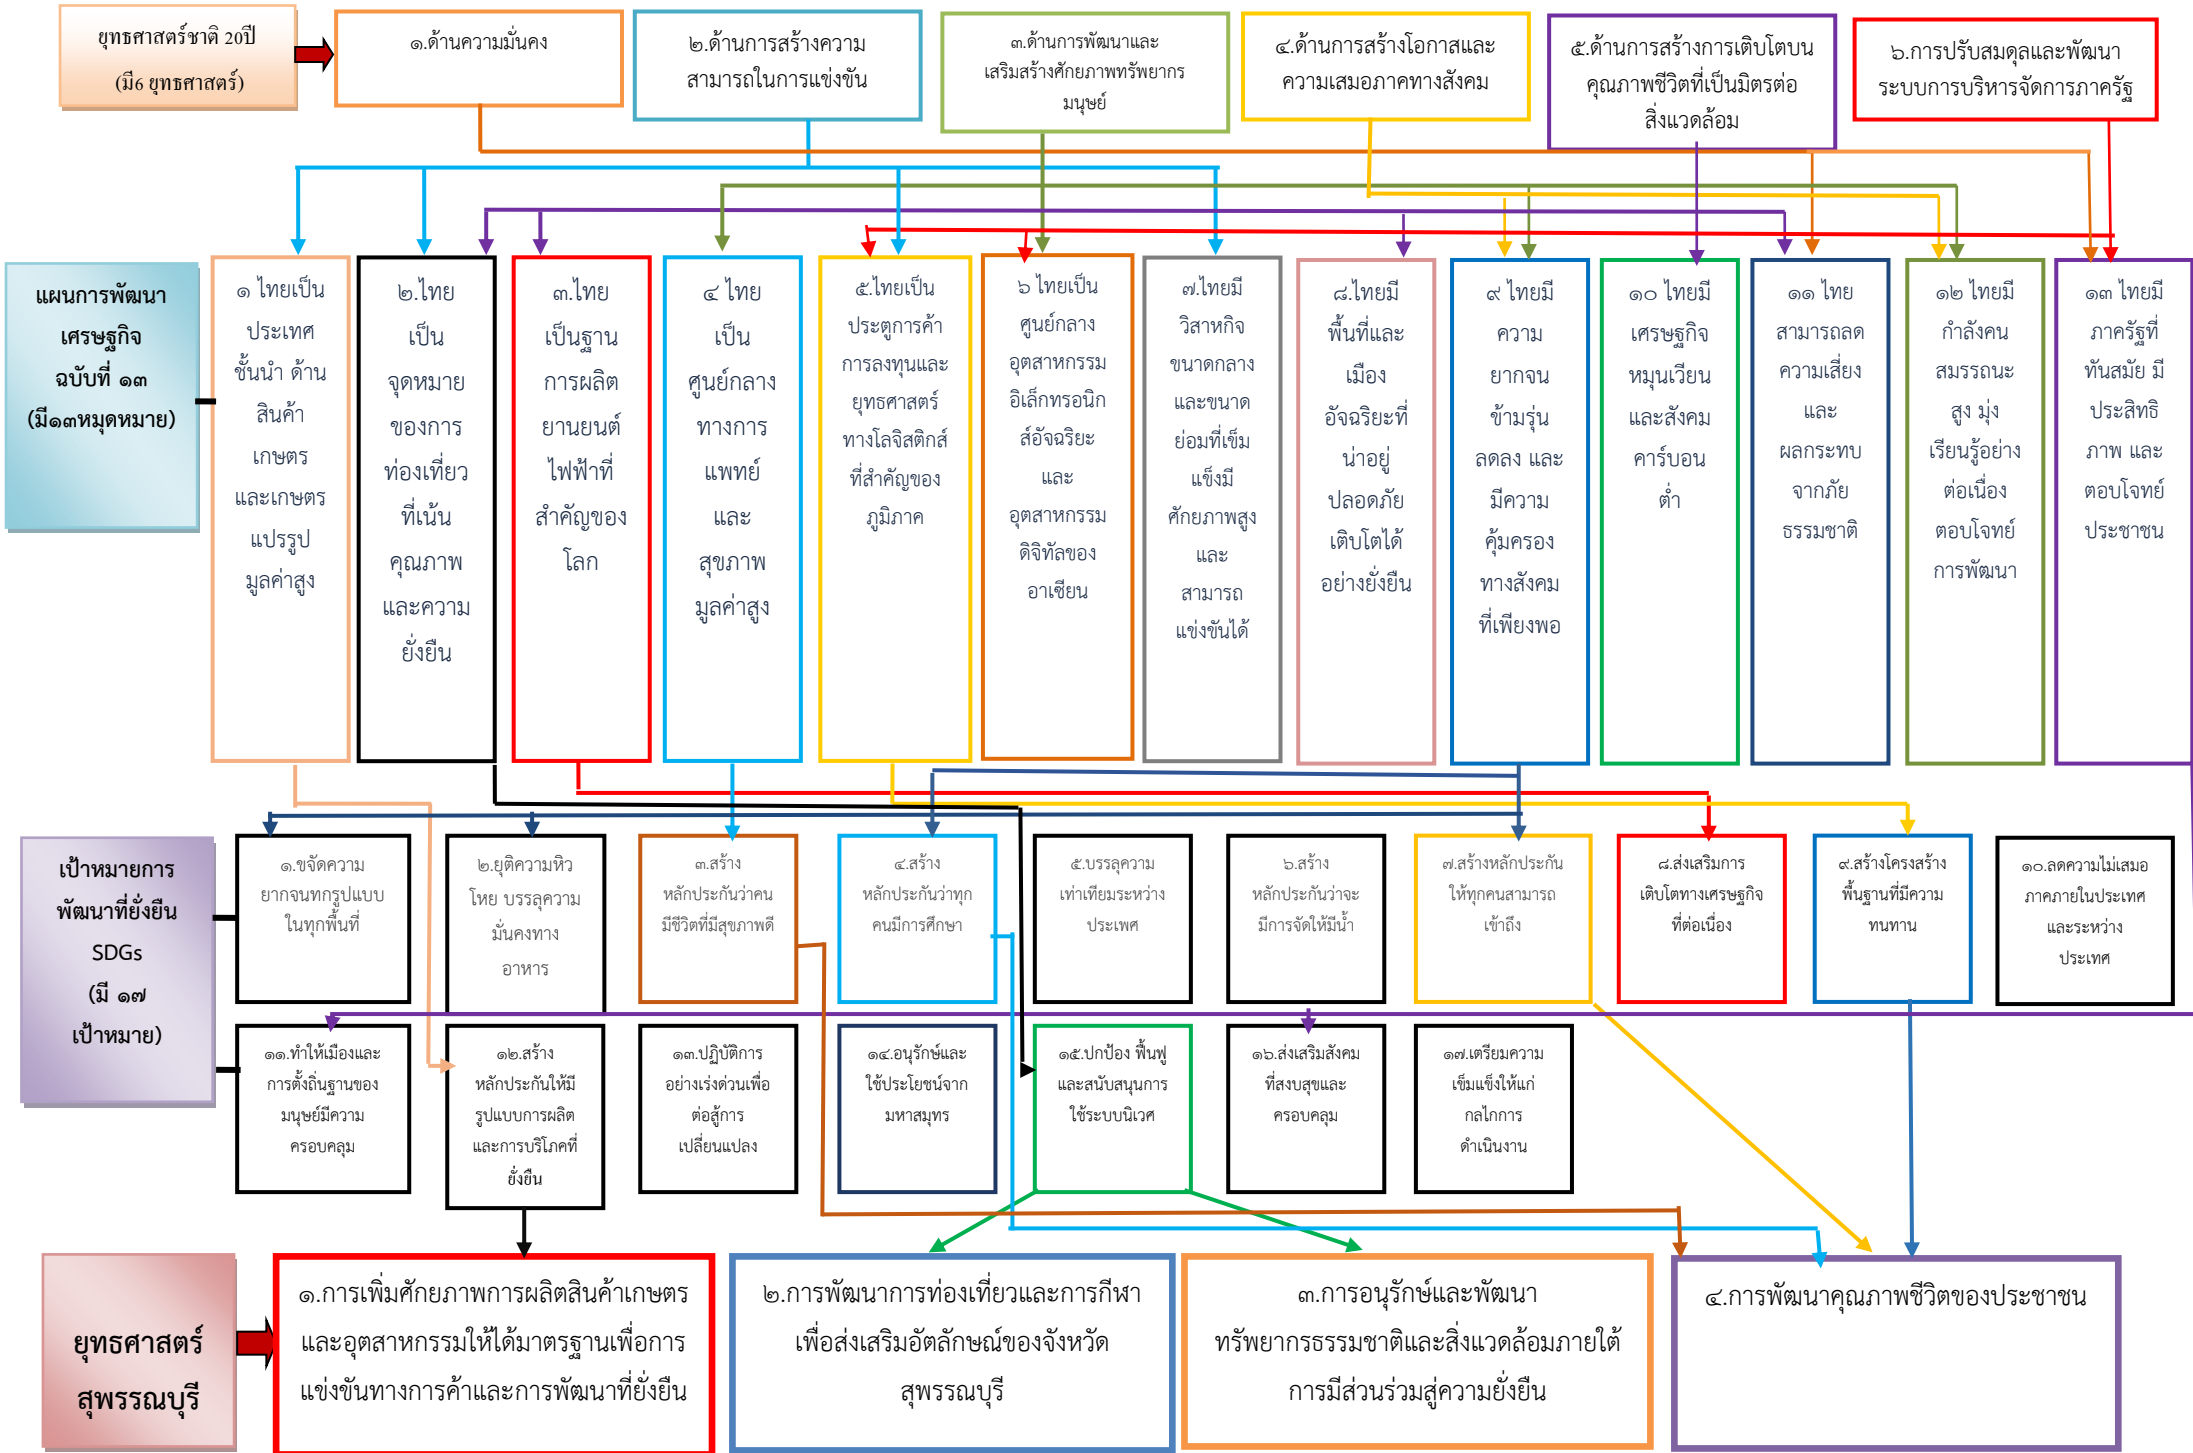 ยุทธศาสตร์ชาติ 20ปี
(มี6 ยุทธศาสตร์)
๑.ด้านความมั่นคง
๒.ด้านการสร้างความ
สามารถในการแข่งขัน
๓.ด้านการพัฒนาและ
เสริมสร้างศักยภาพทรัพยากร
มนุษย์
๔.ด้านการสร้างโอกาสและ
ความเสมอภาคทางสังคม
๕.ด้านการสร้างการเติบโตบน
คุณภาพชีวิตที่เป็นมิตรต่อ
สิ่งแวดล้อม
๖.การปรับสมดุลและพัฒนา
ระบบการบริหารจัดการภาครัฐ
แผนการพัฒนา
เศรษฐกิจ
ฉบับที่ ๑๓
(มี๑๓หมุดหมาย)
๑ ไทยเป็น
ประเทศ
ชั้นนำ ด้าน
สินค้า
เกษตร
และเกษตร
แปรรูป
มูลค่าสูง
๒.ไทย
เป็น
จุดหมาย
ของการ
ท่องเที่ยว
ที่เน้น
คุณภาพ
และความ
ยั่งยืน
๓.ไทย
เป็นฐาน
การผลิต
ยานยนต์
ไฟฟ้าที่
สำคัญของ
โลก
๔ ไทย
เป็น
ศูนย์กลาง
ทางการ
แพทย์
และ
สุขภาพ
มูลค่าสูง
๕.ไทยเป็น
ประตูการค้า
การลงทุนและ
ยุทธศาสตร์
ทางโลจิสติกส์
ที่สำคัญของ
ภูมิภาค
๖ ไทยเป็น
ศูนย์กลาง
อุตสาหกรรม
อิเล็กทรอนิก
ส์อัจฉริยะ
และ
อุตสาหกรรม
ดิจิทัลของ
อาเซียน
๗.ไทยมี
วิสาหกิจ
ขนาดกลาง
และขนาด
ย่อมที่เข้ม
แข็งมี
ศักยภาพสูง
และ
สามารถ
แข่งขันได้
๘.ไทยมี
พื้นที่และ
เมือง
อัจฉริยะที่
น่าอยู่
ปลอดภัย
เติบโตได้
อย่างยั่งยืน
๙ ไทยมี
ความ
ยากจน
ข้ามรุ่น
ลดลง และ
มีความ
คุ้มครอง
ทางสังคม
ที่เพียงพอ
๑๐ ไทยมี
เศรษฐกิจ
หมุนเวียน
และสังคม
คาร์บอน
ต่ำ
๑๑ ไทย
สามารถลด
ความเสี่ยง
และ
ผลกระทบ
จากภัย
ธรรมชาติ
๑๒ ไทยมี
กำลังคน
สมรรถนะ
สูง มุ่ง
เรียนรู้อย่าง
ต่อเนื่อง
ตอบโจทย์
การพัฒนา
๑๓ ไทยมี
ภาครัฐที่
ทันสมัย มี
ประสิทธิ
ภาพ และ
ตอบโจทย์
ประชาชน
เป้าหมายการ
พัฒนาที่ยั่งยืน
SDGs
(มี ๑๗
เป้าหมาย)
๑.ขจัดความ
ยากจนทกรูปแบบ
ในทุกพื้นที่
๒.ยุติความหิว
โหย บรรลุความ
มั่นคงทาง
อาหาร
๓.สร้าง
หลักประกันว่าคน
มีชีวิตที่มีสุขภาพดี
๔.สร้าง
หลักประกันว่าทุก
คนมีการศึกษา
๕.บรรลุความ
เท่าเทียมระหว่าง
ประเพศ
๖.สร้าง
หลักประกันว่าจะ
มีการจัดให้มีน้ำ
๗.สร้างหลักประกัน
ให้ทุกคนสามารถ
เข้าถึง
๘.ส่งเสริมการ
เติบโตทางเศรษฐกิจ
ที่ต่อเนื่อง
๙.สร้างโครงสร้าง
พื้นฐานที่มีความ
ทนทาน
๑๐.ลดความไม่เสมอ
ภาคภายในประเทศ
และระหว่าง
ประเทศ
๑๑.ทำให้เมืองและ
การตั้งถิ่นฐานของ
มนุษย์มีความ
ครอบคลุม
๑๒.สร้าง
หลักประกันให้มี
รูปแบบการผลิต
และการบริโภคที่
ยั่งยืน
๑๓.ปฏิบัติการ
อย่างเร่งด่วนเพื่อ
ต่อสู้การ
เปลี่ยนแปลง
๑๔.อนุรักษ์และ
ใช้ประโยชน์จาก
มหาสมุทร
๑๕.ปกป้อง ฟื้นฟู
และสนับสนุนการ
ใช้ระบบนิเวศ
๑๖.ส่งเสริมสังคม
ที่สงบสุขและ
ครอบคลุม
๑๗.เตรียมความ
เข็มแข็งให้แก่
กลไกการ
ดำเนินงาน
ยุทธศาสตร์
สุพรรณบุรี
๑.การเพิ่มศักยภาพการผลิตสินค้าเกษตร
และอุตสาหกรรมให้ได้มาตรฐานเพื่อการ
แข่งขันทางการค้าและการพัฒนาที่ยั่งยืน
๒.การพัฒนาการท่องเที่ยวและการกีฬา
เพื่อส่งเสริมอัตลักษณ์ของจังหวัด
สุพรรณบุรี
๓.การอนุรักษ์และพัฒนา
ทรัพยากรธรรมชาติและสิ่งแวดล้อมภายใต้
การมีส่วนร่วมสู่ความยั่งยืน
๔.การพัฒนาคุณภาพชีวิตของประชาชน